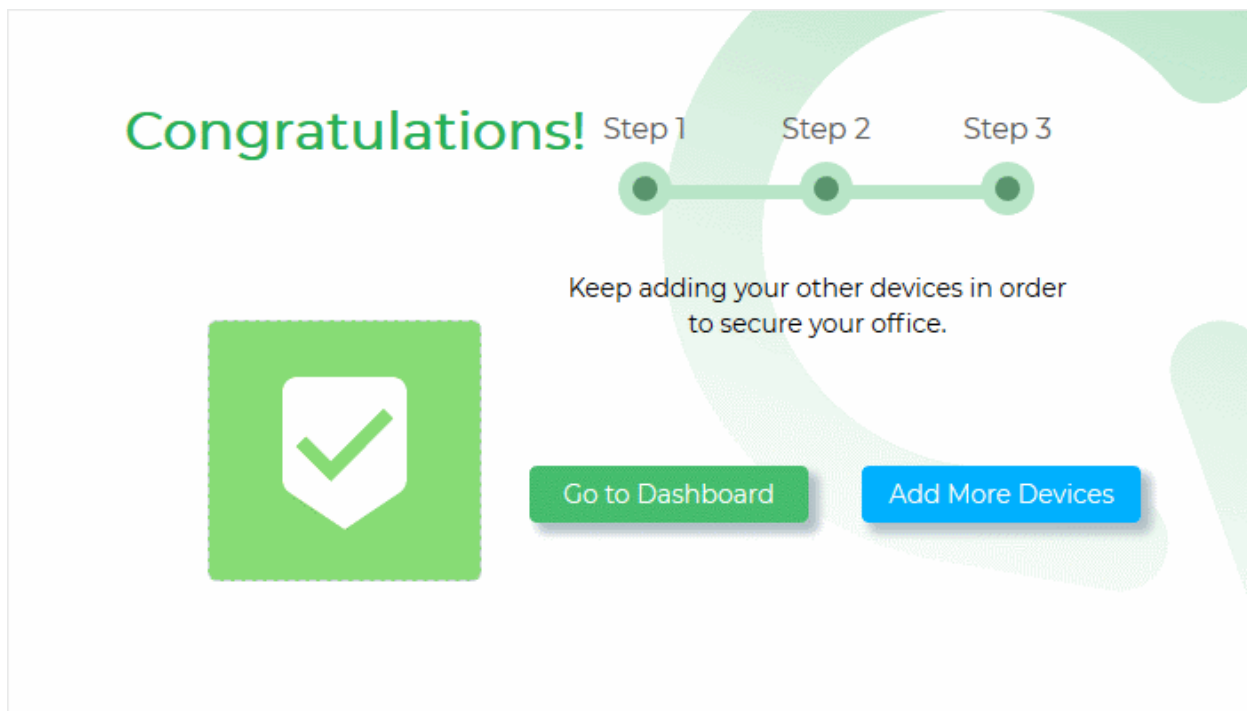 Congratulations!
Step 1 Step 2 Step 3
Keep adding your other devices in order
to secure your office.
Go to Dashboard Add More Devices